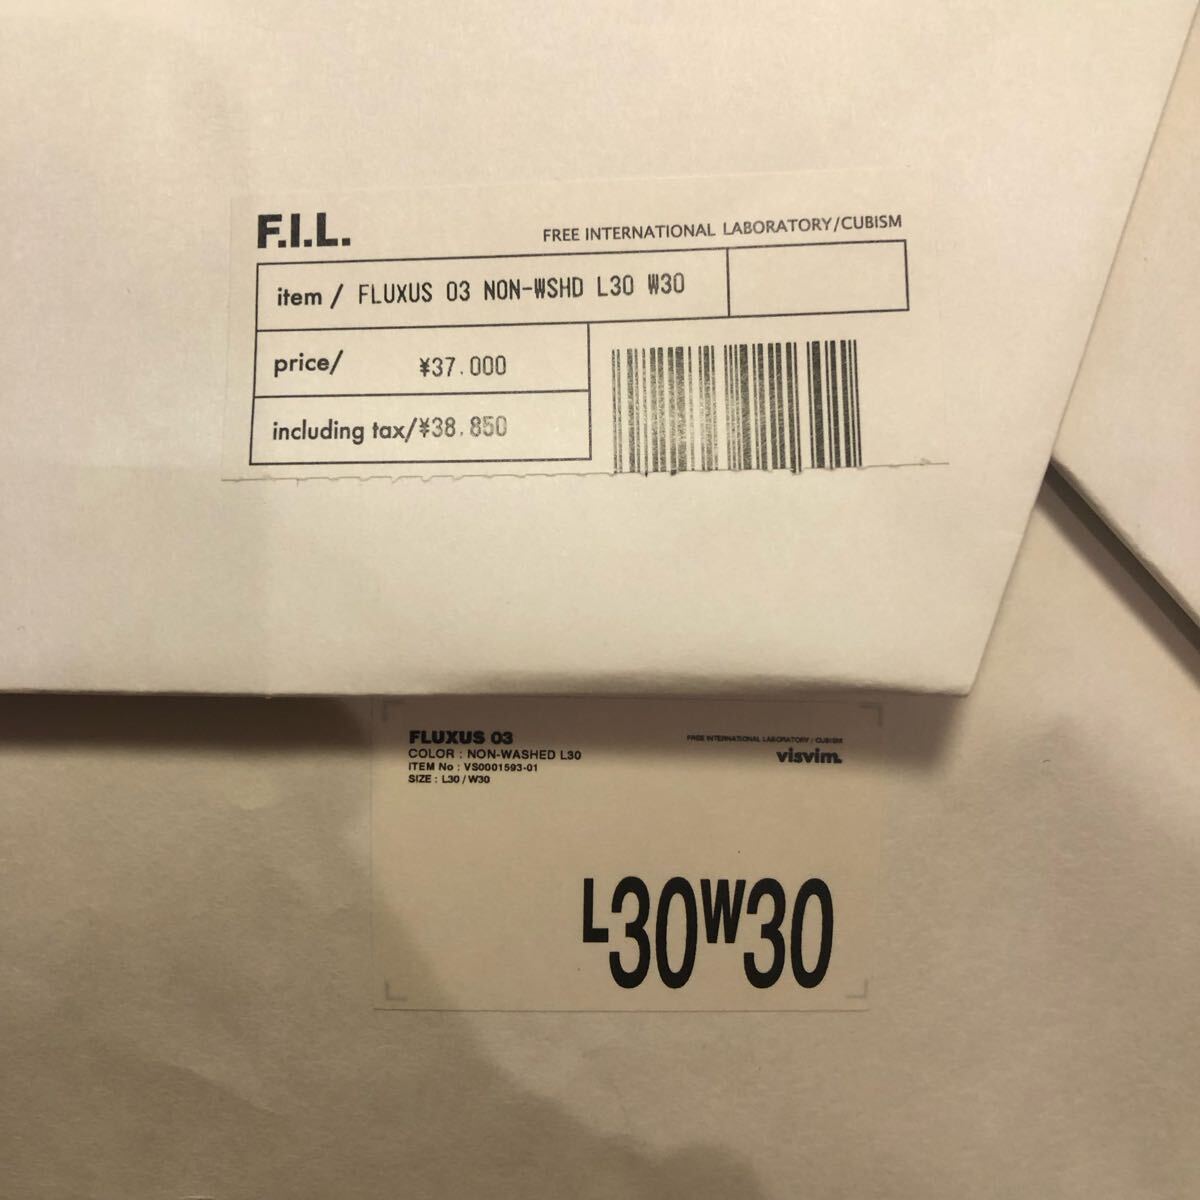 F.I.L.
FREE INTERNATIONAL LABORATORY/CUBISM
item / FLUXUS 03 NON-WSHD L30 W30
price/ ¥37.000
including tax/¥38.850
FLUXUS 03
COLOR : NON-WASHED L30
ITEM No : VS0001593-01
SIZE : L30 / W30
FREE INTERNATIONAL LABORATORY / CUBISM
visvim.
L30W30